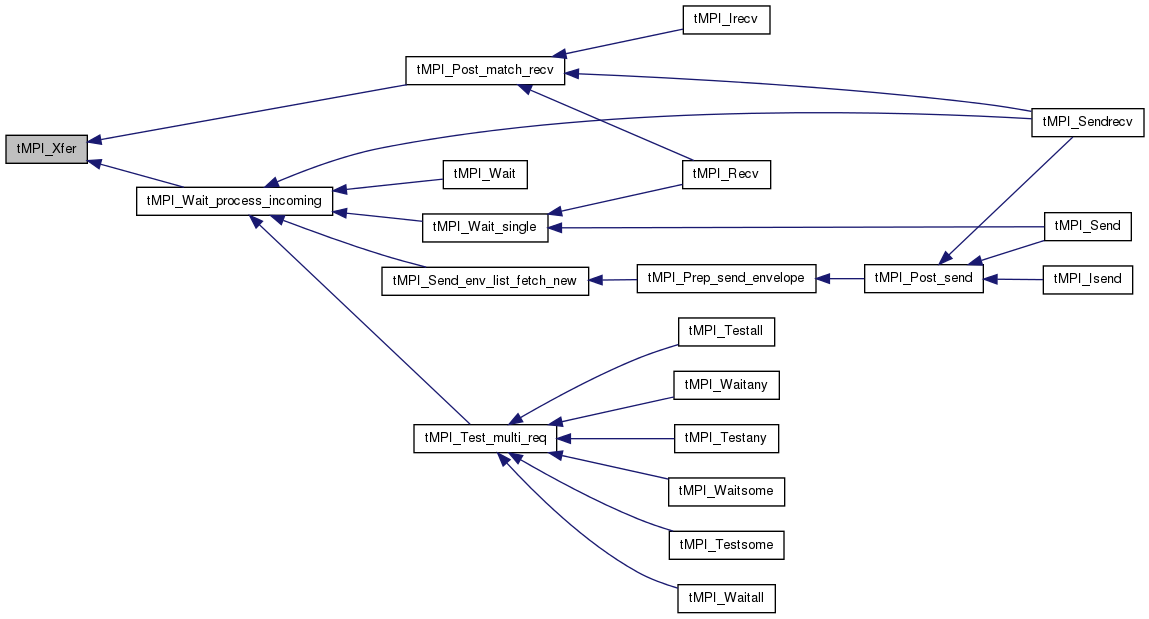 tMPI_Irecv
tMPI_Post_match_recv
tMPI_Sendrecv
tMPI_Xfer
tMPI_Wait
tMPI_Recv
tMPI_Wait_process_incoming
tMPI_Wait_single
tMPI_Send
tMPI_Send_env_list_fetch_new
tMPI_Prep_send_envelope
tMPI_Post_send
tMPI_Isend
tMPI_Testall
tMPI_Waitany
tMPI_Test_multi_req
tMPI_Testany
tMPI_Waitsome
tMPI_Testsome
tMPI_Waitall